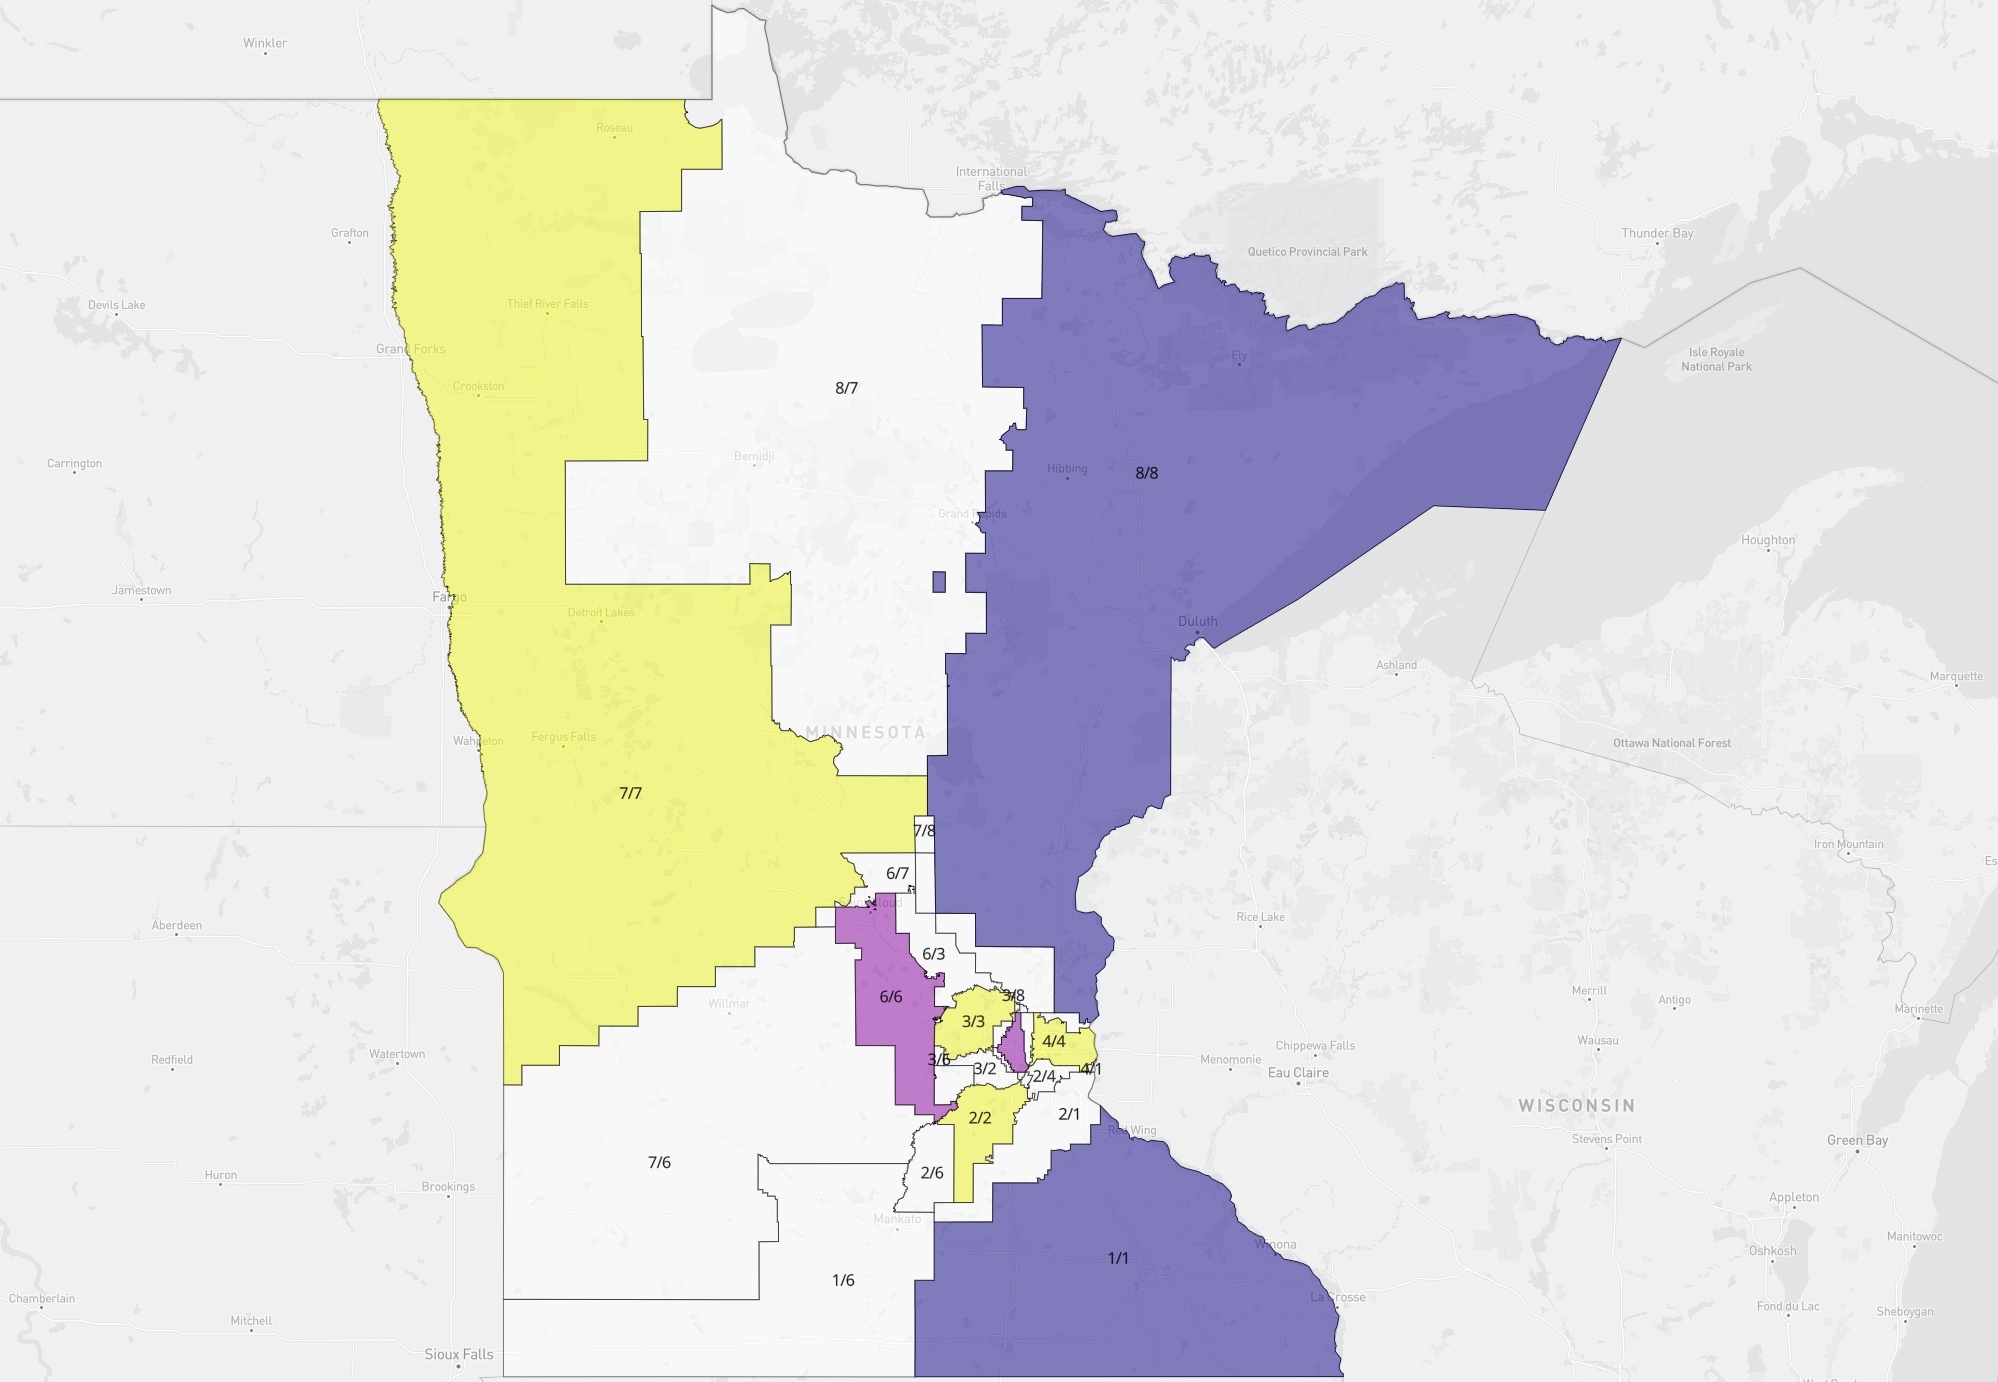 Winkler
Roseau
International
Falls
Thunder Bay
Grafton
Quetico Provincial Park
Devils Lake
Thief River Falls
Grand Forks
Isle Royale
National Park
Ely
Crookston
8/7
Carrington
Bemidji
Hibbing
8/8
Grand Rapids
Houghton
Jamestown
Fargo
Detroit Lakes
Duluth
Ashland
Marquette
MINNESOTA
Wahpeton
Fergus Falls
Ottawa National Forest
7/7
7/8
Iron Mountain
Es
6/7
Rice Lake
Aberdeen
6/3
6/6
3/8
Willmar
Merrill
Antigo
Marinette
3/3
4/4
Redfield
Watertown
3/6
3/2
2/4
4/1
Menomonie
Chippewa Falls
Eau Claire
Wausau
WISCONSIN
2/2
2/1
Red Wing
Stevens Point
Green Bay
7/6
2/6
Huron
Brookings
Appleton
Mankato
Manitowoc
Winona
Oshkosh
1/1
1/6
Chamberlain
La Crosse
Fond du Lac
Sheboygan
Mitchell
Sioux Falls